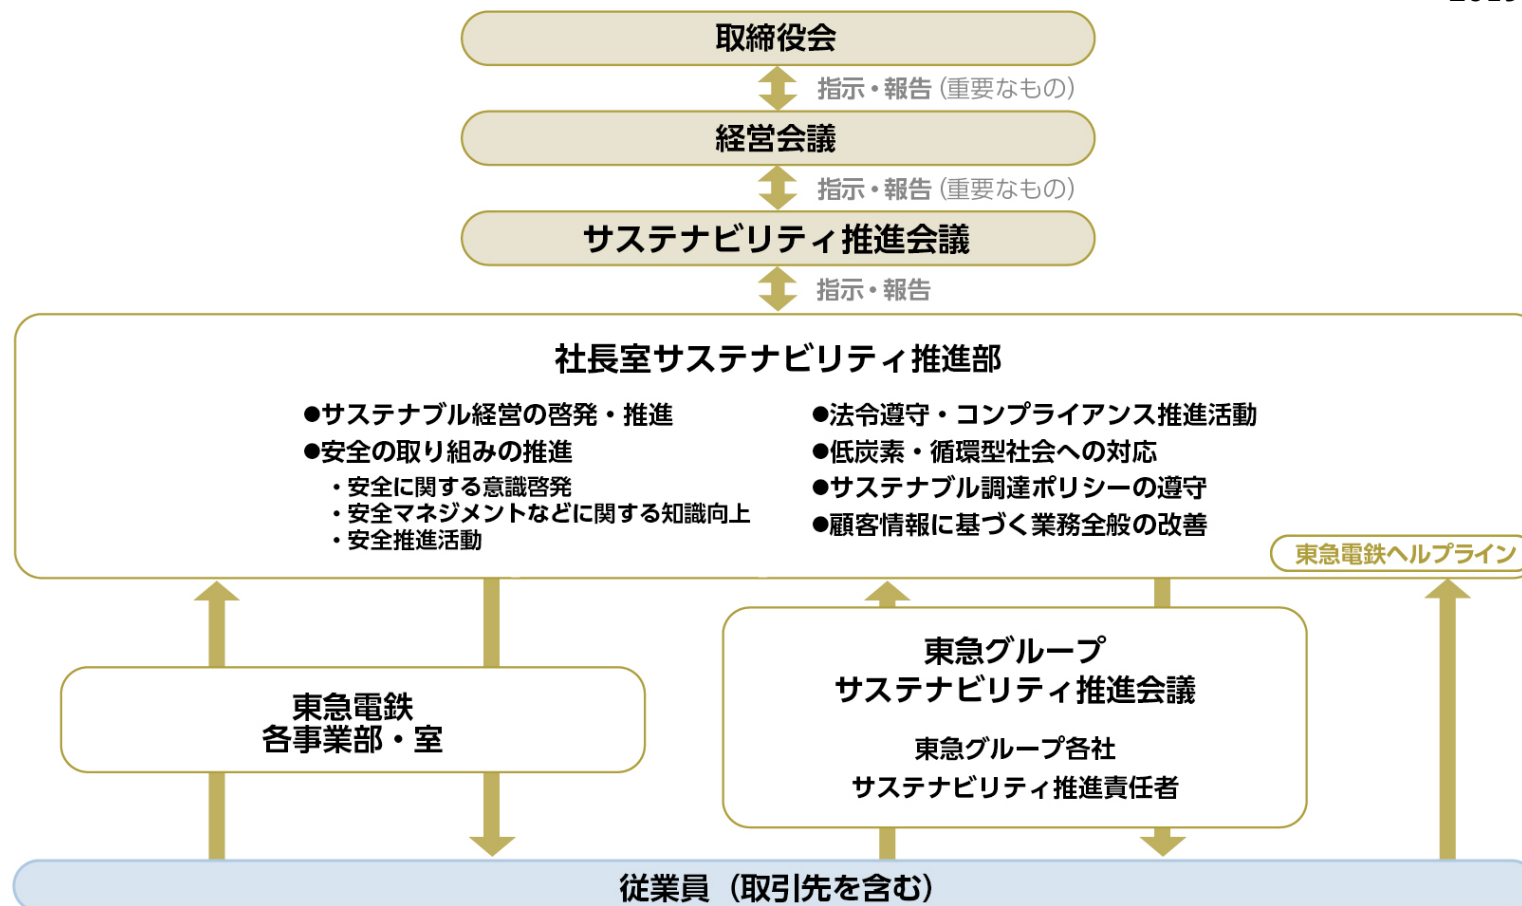 取締役会
指示・報告（重要なもの）
経営会議
指示・報告（重要なもの）
サステナビリティ推進会議
指示・報告
社長室サステナビリティ推進部
●サステナブル経営の啓発・推進
●安全の取り組みの推進
・安全に関する意識啓発
・安全マネジメントなどに関する知識向上
・安全推進活動
●法令遵守・コンプライアンス推進活動
●低炭素・循環型社会への対応
●サステナブル調達ポリシーの遵守
●顧客情報に基づく業務全般の改善
東急電鉄ヘルプライン
東急電鉄
各事業部・室
東急グループ
サステナビリティ推進会議
東急グループ各社
サステナビリティ推進責任者
従業員（取引先を含む）